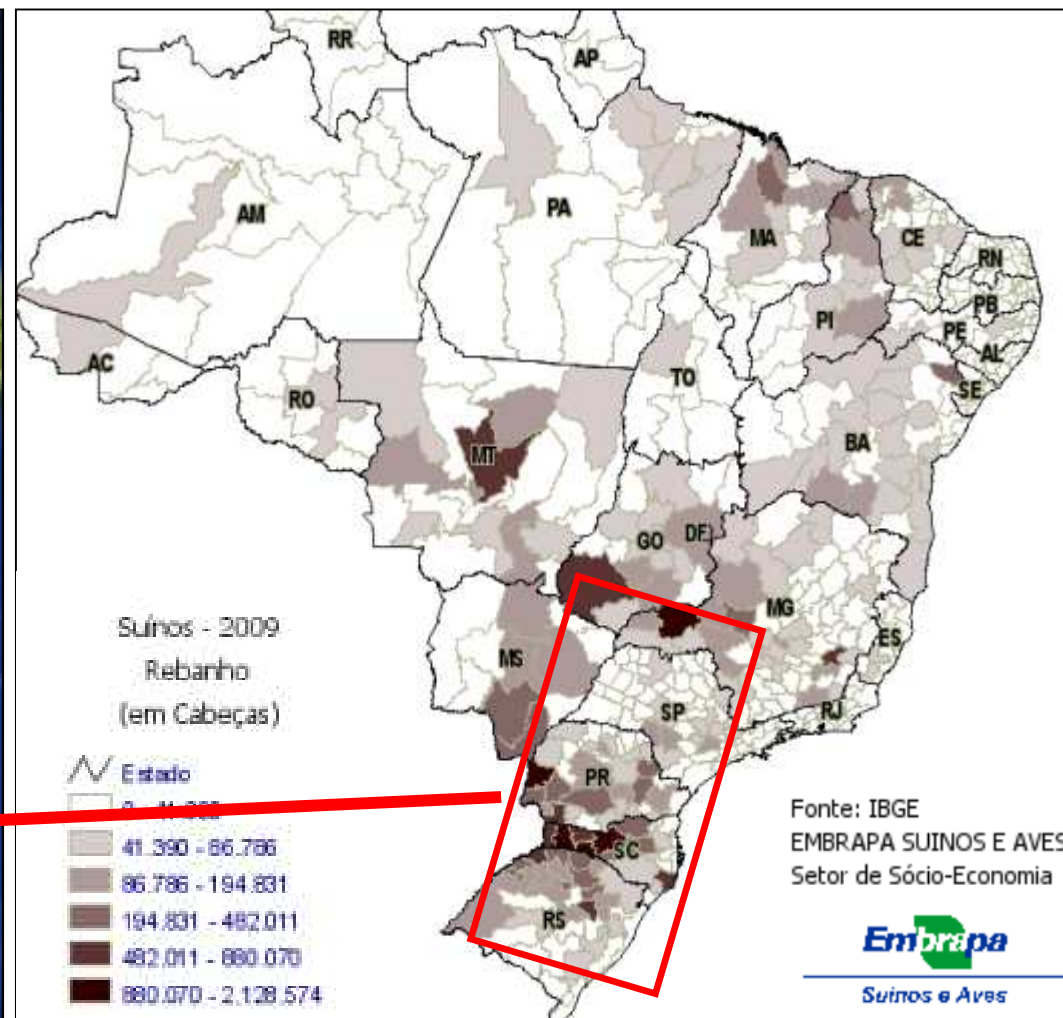 RR
AP
AM
PA
MA
CE
RN
PB
PI
PE
AL
AC
TO
SE
RO
MT
BA
GO
DF
MG
ES
MS
SP
RJ
PR
SC
RS
Suínos - 2009
Rebanho
(em Cabeças)
Estado
41.390 - 86.786
86.786 - 194.831
194.831 - 482.011
482.011 - 880.070
880.070 - 2.128.574
Fonte: IBGE
EMBRAPA SUINOS E AVES
Setor de Sócio-Economia
Embrapa
Suínos e Aves